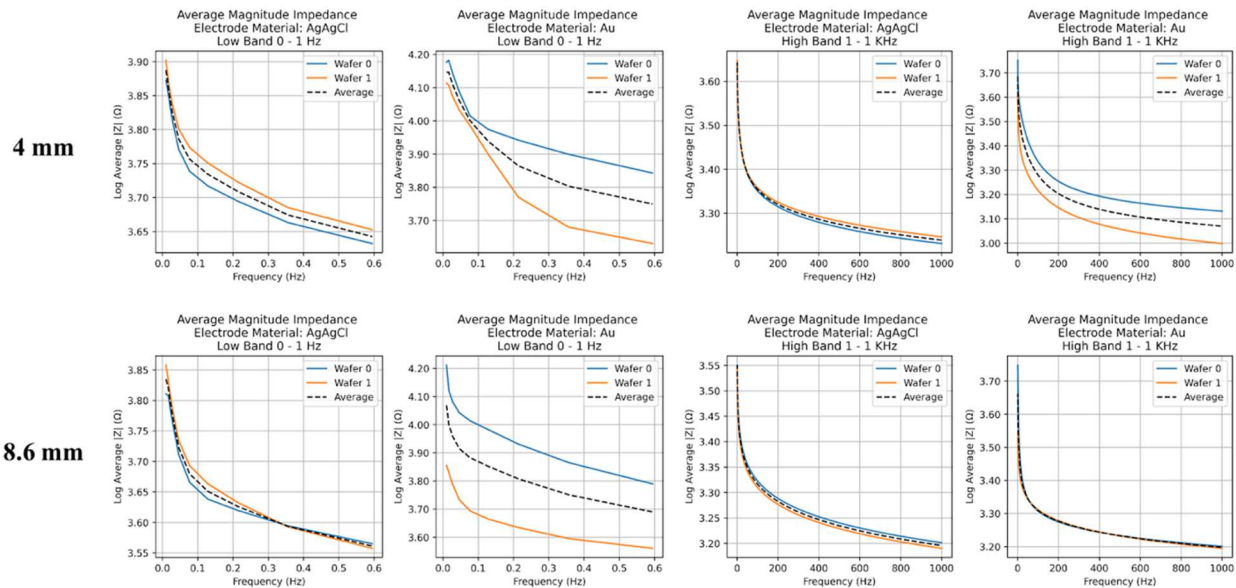 Average Magnitude Impedance
Electrode Material: AgAgCl
Low Band 0 - 1 Hz
Average Magnitude Impedance
Electrode Material: Au
Low Band 0 - 1 Hz
Average Magnitude Impedance
Electrode Material: AgAgCl
High Band 1 - 1 KHz
Average Magnitude Impedance
Electrode Material: Au
High Band 1 - 1 KHz
4 mm
Log Average |Z| (Ω)
3.90
3.85
3.80
3.75
3.70
3.65
Wafer 0
Wafer 1
Average
0.0 0.1 0.2 0.3 0.4 0.5 0.6
Frequency (Hz)
Log Average |Z| (Ω)
4.20
4.10
4.00
3.90
3.80
3.70
Wafer 0
Wafer 1
Average
0.0 0.1 0.2 0.3 0.4 0.5 0.6
Frequency (Hz)
Log Average |Z| (Ω)
3.60
3.50
3.40
3.30
Wafer 0
Wafer 1
Average
0 200 400 600 800 1000
Frequency (Hz)
Log Average |Z| (Ω)
3.70
3.60
3.50
3.40
3.30
3.20
3.10
3.00
Wafer 0
Wafer 1
Average
0 200 400 600 800 1000
Frequency (Hz)
Average Magnitude Impedance
Electrode Material: AgAgCl
Low Band 0 - 1 Hz
Average Magnitude Impedance
Electrode Material: Au
Low Band 0 - 1 Hz
Average Magnitude Impedance
Electrode Material: AgAgCl
High Band 1 - 1 KHz
Average Magnitude Impedance
Electrode Material: Au
High Band 1 - 1 KHz
8.6 mm
Log Average |Z| (Ω)
3.85
3.80
3.75
3.70
3.65
3.60
3.55
Wafer 0
Wafer 1
Average
0.0 0.1 0.2 0.3 0.4 0.5 0.6
Frequency (Hz)
Log Average |Z| (Ω)
4.20
4.10
4.00
3.90
3.80
3.70
3.60
Wafer 0
Wafer 1
Average
0.0 0.1 0.2 0.3 0.4 0.5 0.6
Frequency (Hz)
Log Average |Z| (Ω)
3.55
3.50
3.45
3.40
3.35
3.30
3.25
3.20
Wafer 0
Wafer 1
Average
0 200 400 600 800 1000
Frequency (Hz)
Log Average |Z| (Ω)
3.70
3.60
3.50
3.40
3.30
3.20
Wafer 0
Wafer 1
Average
0 200 400 600 800 1000
Frequency (Hz)